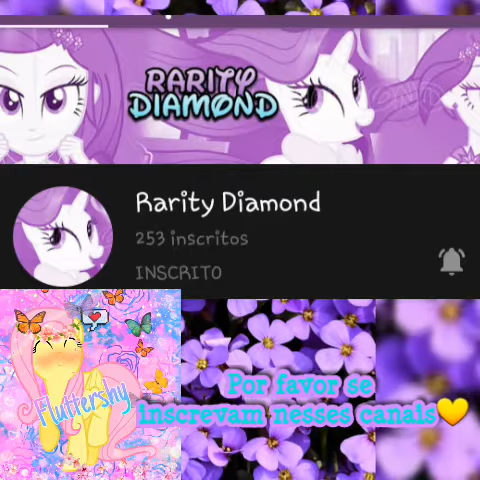 RARITY
DIAMOND
Rarity Diamond
253 inscritos
INSCRITO
Fluttershy
Por favor se
inscrevam nesses canais💛